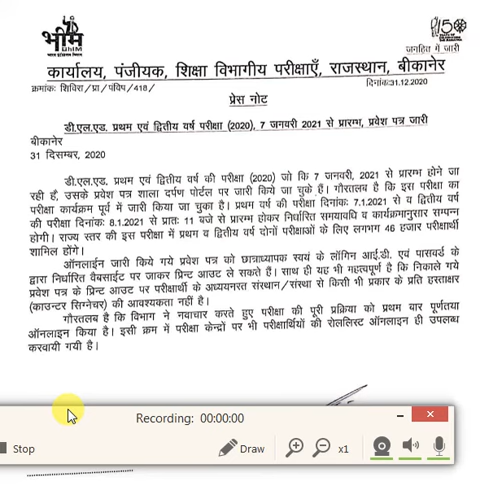 भीम
BHIM
150
जनहित में जारी
कार्यालय, पंजीयक, शिक्षा विभागीय परीक्षाएँ, राजस्थान, बीकानेर
क्रमांकः शिविरा/प्रा/पंविप/418/ दिनांकः31.12.2020
प्रेस नोट
डी.एल.एड. प्रथम एवं द्वितीय वर्ष परीक्षा (2020), 7 जनवरी 2021 से प्रारम्भ, प्रवेश पत्र जारी
बीकानेर
31 दिसम्बर, 2020
डी.एल.एड. प्रथम एवं द्वितीय वर्ष की परीक्षा (2020) जो कि 7 जनवरी, 2021 से प्रारम्भ होने जा
रही हैं, उसके प्रवेश पत्र शाला दर्पण पोर्टल पर जारी किये जा चुके हैं। गौरतलब है कि इस परीक्षा का
परीक्षा कार्यक्रम पूर्व में जारी किया जा चुका है। प्रथम वर्ष की परीक्षा दिनांकः 7.1.2021 से व द्वितीय वर्ष
की परीक्षा दिनांकः 8.1.2021 से प्रातः 11 बजे से प्रारम्भ होकर निर्धारित समयावधि व कार्यक्रमानुसार सम्पन्न
होगी। राज्य स्तर की इस परीक्षा में प्रथम व द्वितीय वर्ष दोनों परीक्षाओं के लिए लगभग 46 हजार परीक्षार्थी
शामिल होंगे।
ऑनलाईन जारी किये गये प्रवेश पत्र को छात्राध्यापक स्वयं के लॉगिन आई.डी. एवं पासवर्ड के
द्वारा निर्धारित वैबसाईट पर जाकर प्रिन्ट आउट ले सकते हैं। साथ ही यह भी महत्वपूर्ण है कि निकाले गये
प्रवेश पत्र के प्रिन्ट आउट पर परीक्षार्थी के अध्ययनरत संस्थान/संस्था से किसी भी प्रकार के प्रति हस्ताक्षर
(काउन्टर सिग्नेचर) की आवश्यकता नहीं है।
गौरतलब है कि विभाग ने नवाचार करते हुए परीक्षा की पूरी प्रक्रिया को प्रथम बार पूर्णतया
ऑनलाईन किया है। इसी क्रम में परीक्षा केन्द्रों पर भी परीक्षार्थियों की रोललिस्ट ऑनलाईन ही उपलब्ध
करवायी गयी है।
Recording: 00:00:00
Stop Draw x1